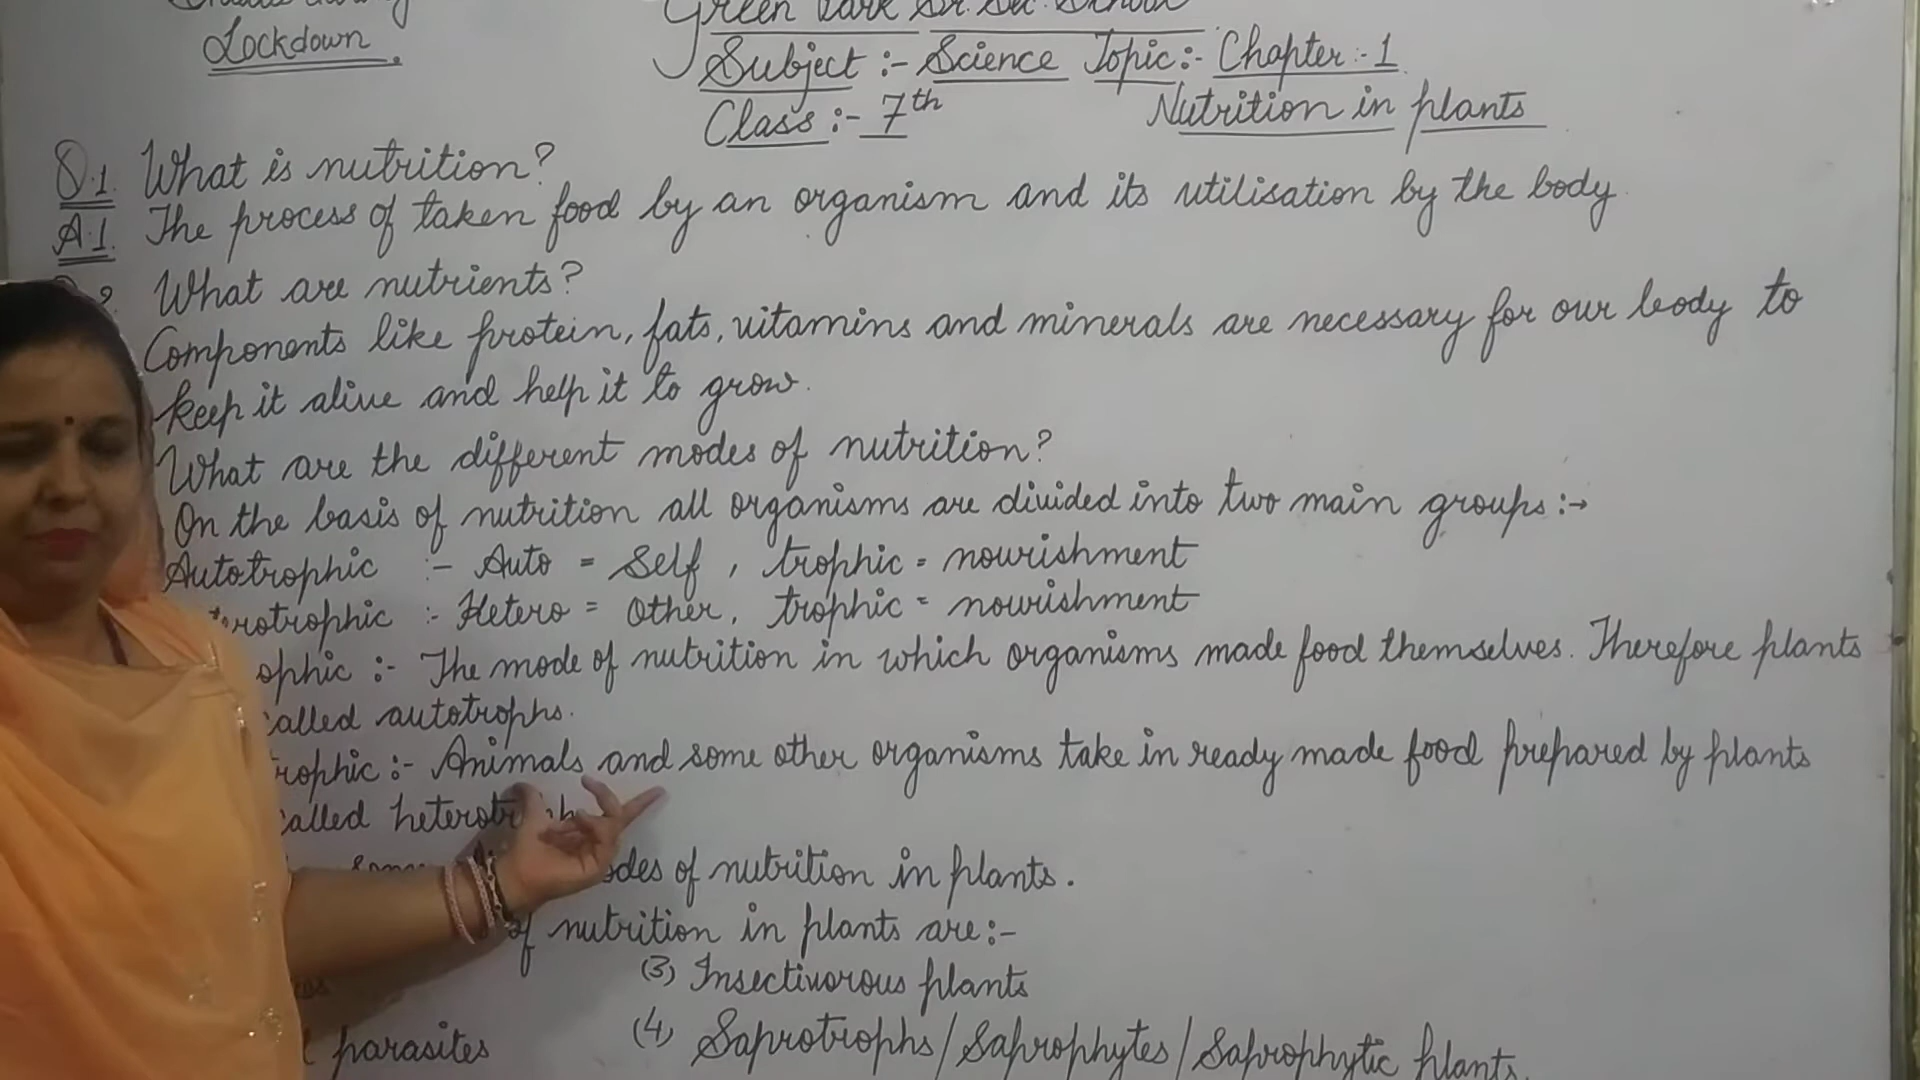 Lockdown.
Green Park Sr. Sec. School
Subject :- Science Topic :- Chapter :- 1
Class :- 7th Nutrition in plants
Q.1. What is nutrition?
A.1. The process of taken food by an organism and its utilisation by the body.
What are nutrients?
Components like protein, fats, vitamins and minerals are necessary for our body to
keep it alive and help it to grow.
What are the different modes of nutrition?
On the basis of nutrition all organisms are divided into two main groups :→
Autotrophic :- Auto = Self, trophic = nourishment
:- Hetero = Other, trophic = nourishment
:- The mode of nutrition in which organisms made food themselves. Therefore plants
called autotrophs.
:- Animals and some other organisms take in ready made food prepared by plants
called
of nutrition in plants.
of nutrition in plants are :-
(3) Insectivorous plants
parasites (4) Saprotrophs/Saprophytes/Saprophytic plants.